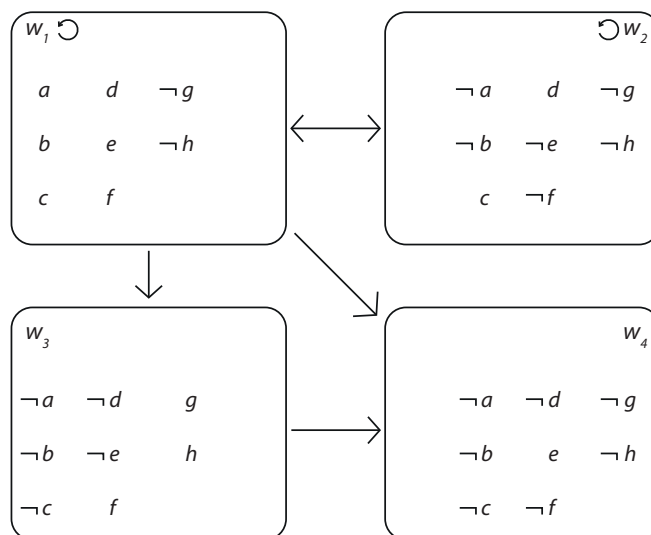 w₁ w₂
a d ¬g ¬a d ¬g
b e ¬h ¬b ¬e ¬h
c f c ¬f
w₃ w₄
¬a ¬d g ¬a ¬d ¬g
¬b ¬e h ¬b e ¬h
¬c f ¬c ¬f